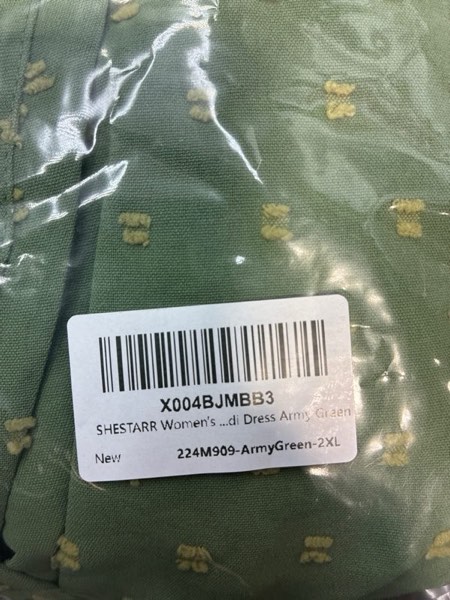 X004BJMBB3
SHESTARR Women's ...di Dress Army Green
New 224M909-ArmyGreen-2XL